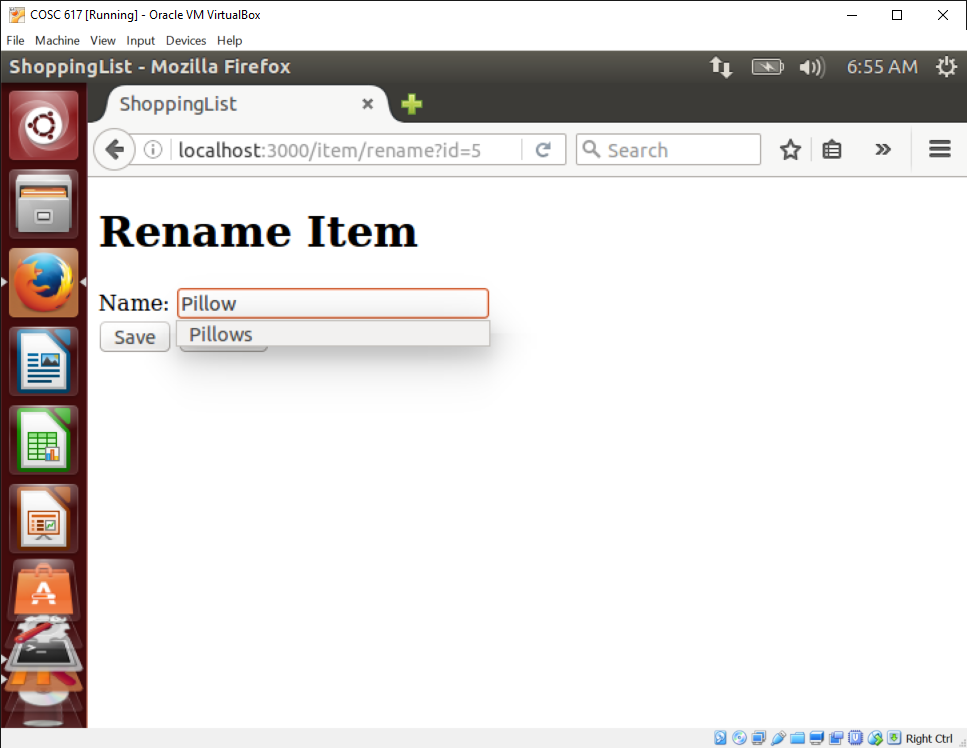 COSC 617 [Running] - Oracle VM VirtualBox
File Machine View Input Devices Help
ShoppingList - Mozilla Firefox 6:55 AM
ShoppingList
localhost:3000/item/rename?id=5 Search
Rename Item
Name: Pillow
Save Pillows
Right Ctrl